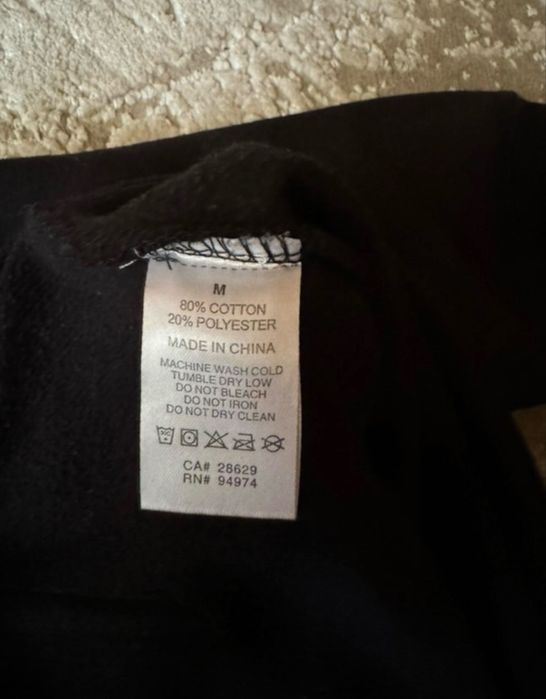 M
80% COTTON
20% POLYESTER
MADE IN CHINA
MACHINE WASH COLD
TUMBLE DRY LOW
DO NOT BLEACH
DO NOT IRON
DO NOT DRY CLEAN
CA# 28629
RN# 94974